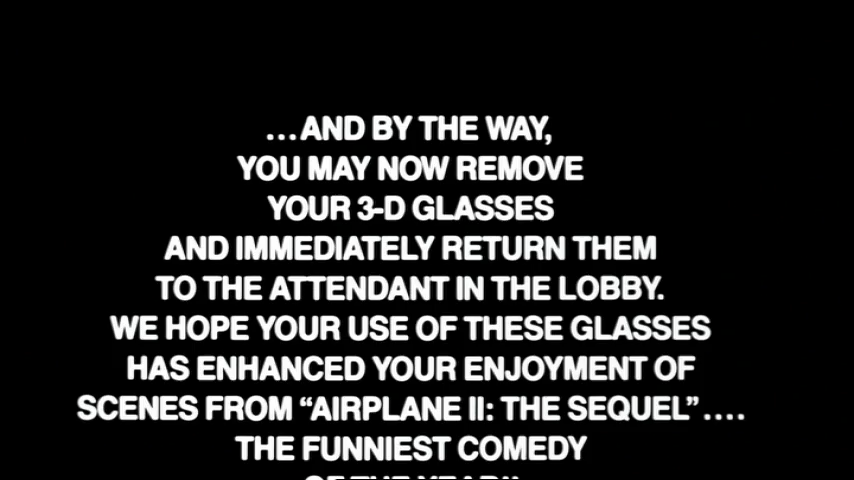 ...AND BY THE WAY,
YOU MAY NOW REMOVE
YOUR 3-D GLASSES
AND IMMEDIATELY RETURN THEM
TO THE ATTENDANT IN THE LOBBY.
WE HOPE YOUR USE OF THESE GLASSES
HAS ENHANCED YOUR ENJOYMENT OF
SCENES FROM “AIRPLANE II: THE SEQUEL”....
THE FUNNIEST COMEDY